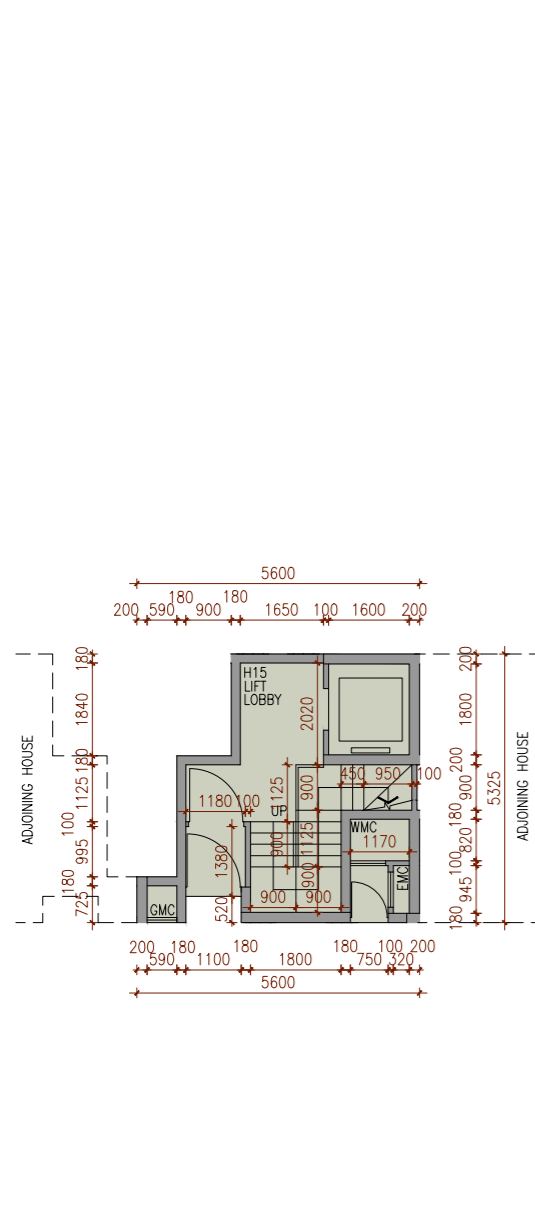 5600
180 180
200 590 900 1650 100 1600 200
180
1840
180
1125
100
995
180
725
ADJOINING HOUSE
H15
LIFT
LOBBY
2020
450 950 100
1180 100
1125
900
UP
900
1125
900
1380
520
900 900
WMC
1170
EMC
GMC
200
1800
200
900
180
820
100
945
180
5325
ADJOINING HOUSE
200 180 180 180 100 200
590 1100 1800 750 320
5600